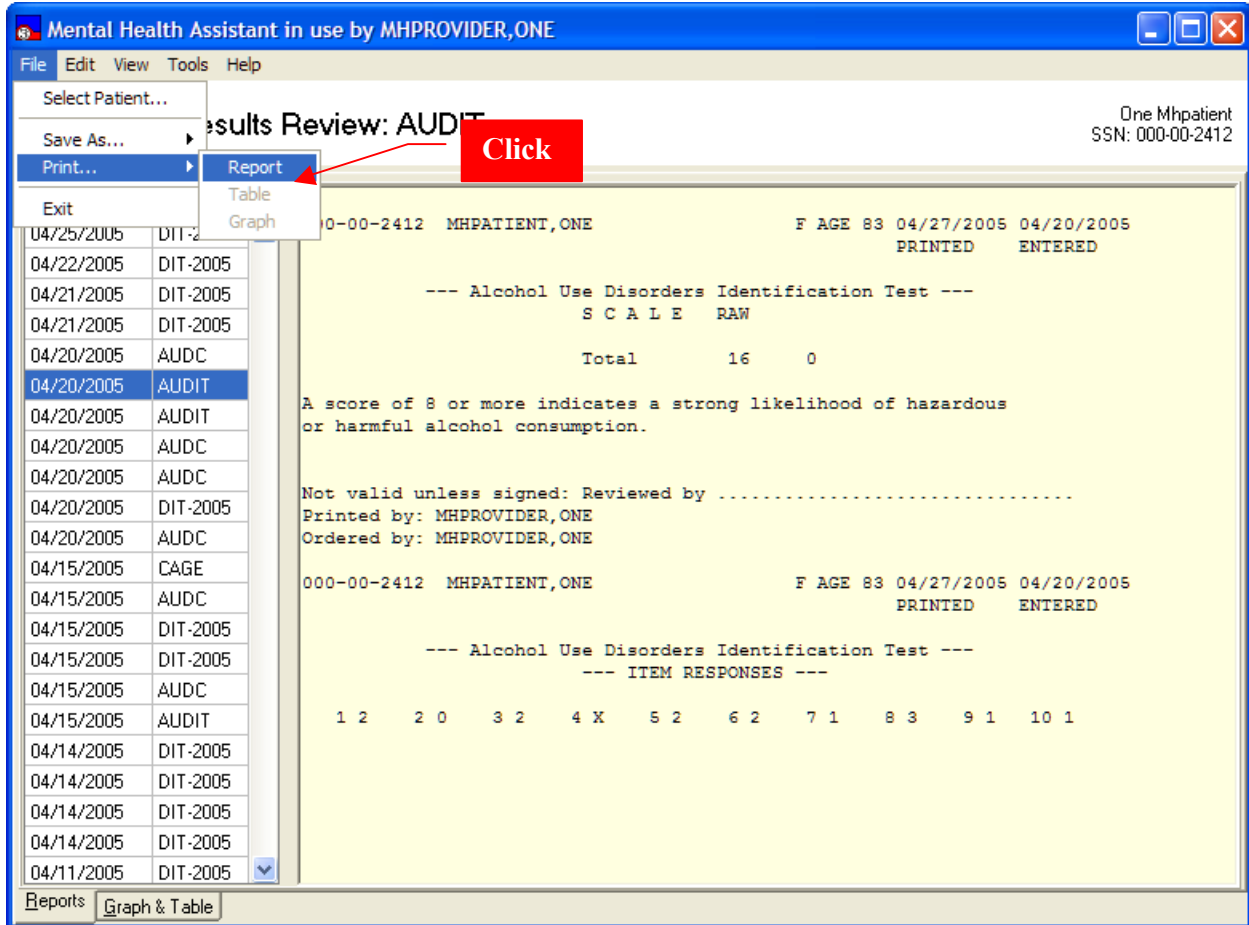 Mental Health Assistant in use by MHPROVIDER,ONE
File Edit View Tools Help
Select Patient...
Save As...
Print...
Exit
Report
Table
Graph
Review: AUDIT
One Mhpatient
SSN: 000-00-2412
Click
04/25/2005
04/22/2005 DIT-2005
04/21/2005 DIT-2005
04/21/2005 DIT-2005
04/20/2005 AUDC
04/20/2005 AUDIT
04/20/2005 AUDIT
04/20/2005 AUDC
04/20/2005 AUDC
04/20/2005 DIT-2005
04/20/2005 AUDC
04/15/2005 CAGE
04/15/2005 AUDC
04/15/2005 DIT-2005
04/15/2005 DIT-2005
04/15/2005 AUDC
04/15/2005 AUDIT
04/14/2005 DIT-2005
04/14/2005 DIT-2005
04/14/2005 DIT-2005
04/14/2005 DIT-2005
04/11/2005 DIT-2005
0-00-2412 MHPATIENT,ONE F AGE 83 04/27/2005 04/20/2005
PRINTED ENTERED
--- Alcohol Use Disorders Identification Test ---
S C A L E RAW
Total 16 0
A score of 8 or more indicates a strong likelihood of hazardous
or harmful alcohol consumption.
Not valid unless signed: Reviewed by ................................
Printed by: MHPROVIDER,ONE
Ordered by: MHPROVIDER,ONE
000-00-2412 MHPATIENT,ONE F AGE 83 04/27/2005 04/20/2005
PRINTED ENTERED
--- Alcohol Use Disorders Identification Test ---
--- ITEM RESPONSES ---
1 2 2 0 3 2 4 X 5 2 6 2 7 1 8 3 9 1 10 1
Reports Graph & Table